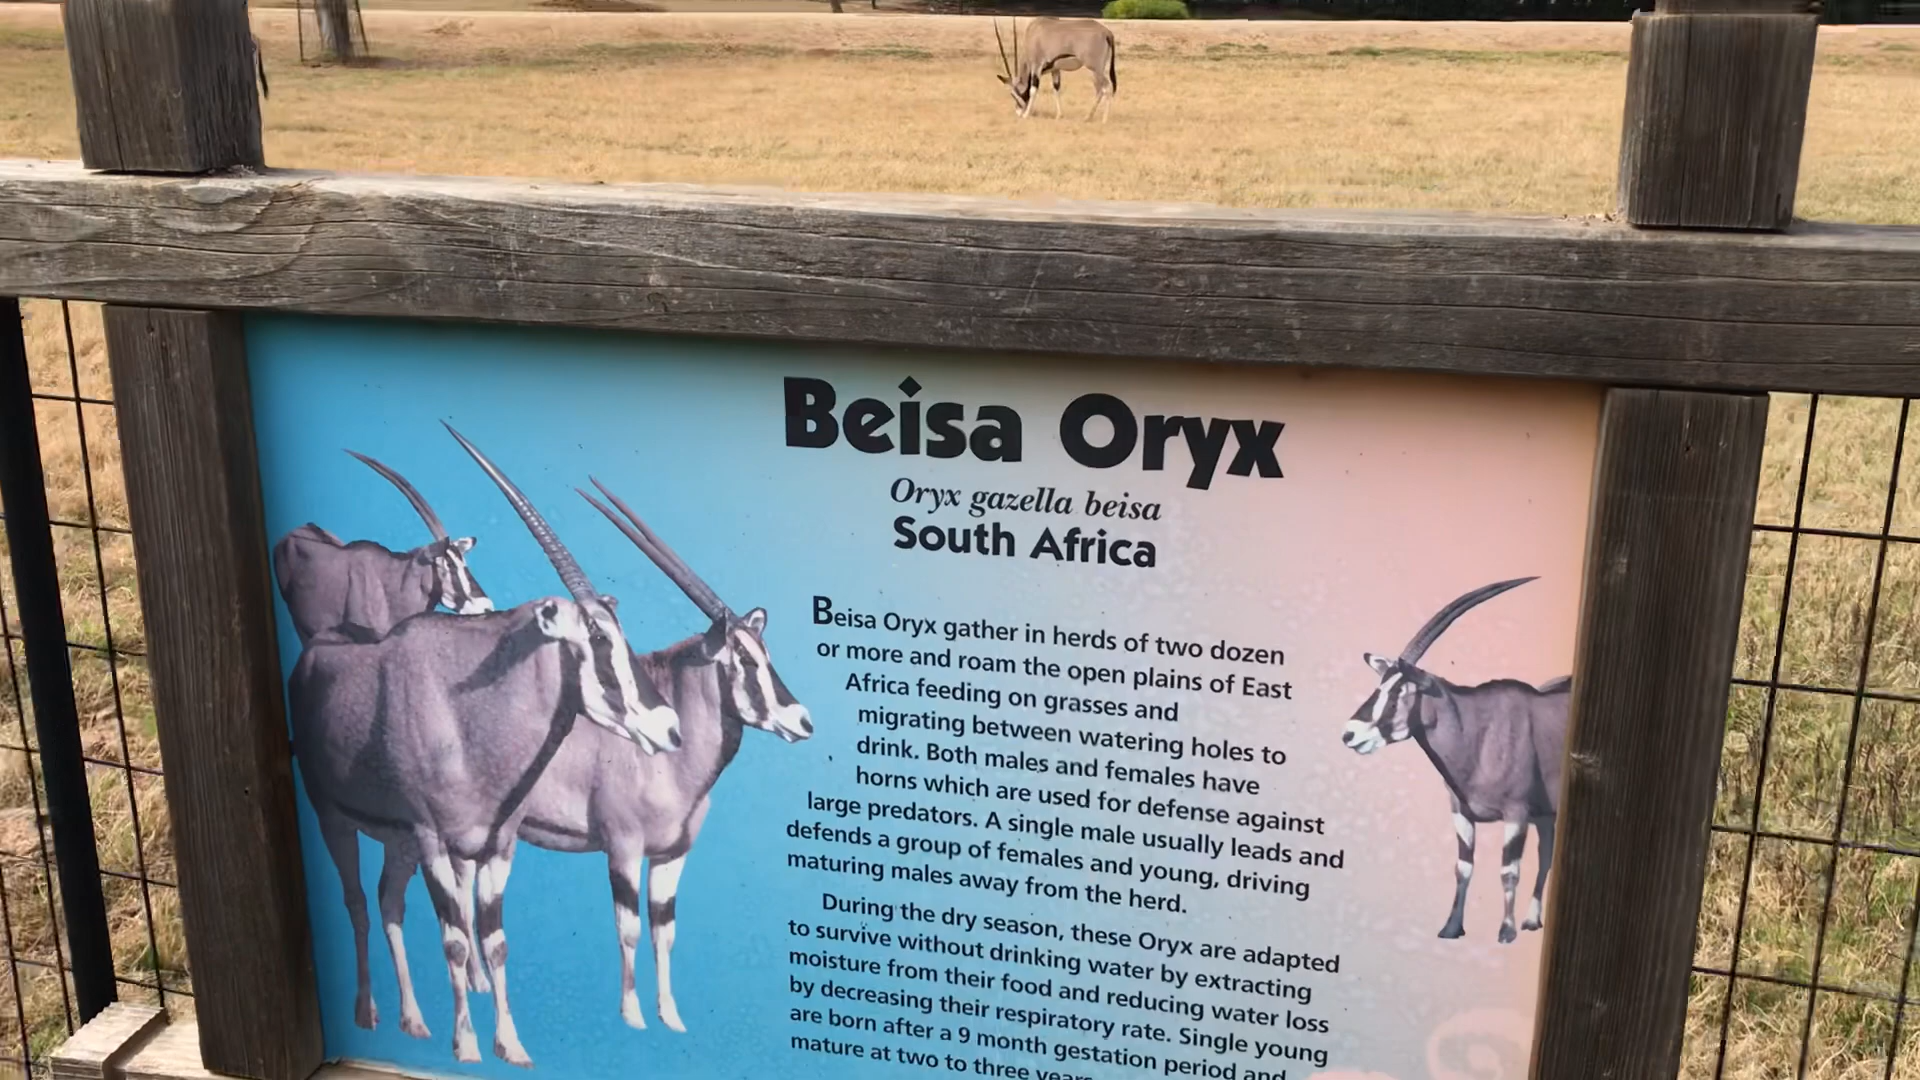 Beisa Oryx
Oryx gazella beisa
South Africa
Beisa Oryx gather in herds of two dozen
or more and roam the open plains of East
Africa feeding on grasses and
migrating between watering holes to
drink. Both males and females have
horns which are used for defense against
large predators. A single male usually leads and
defends a group of females and young, driving
maturing males away from the herd.
During the dry season, these Oryx are adapted
to survive without drinking water by extracting
moisture from their food and reducing water loss
by decreasing their respiratory rate. Single young
are born after a 9 month gestation period and
mature at two to three years